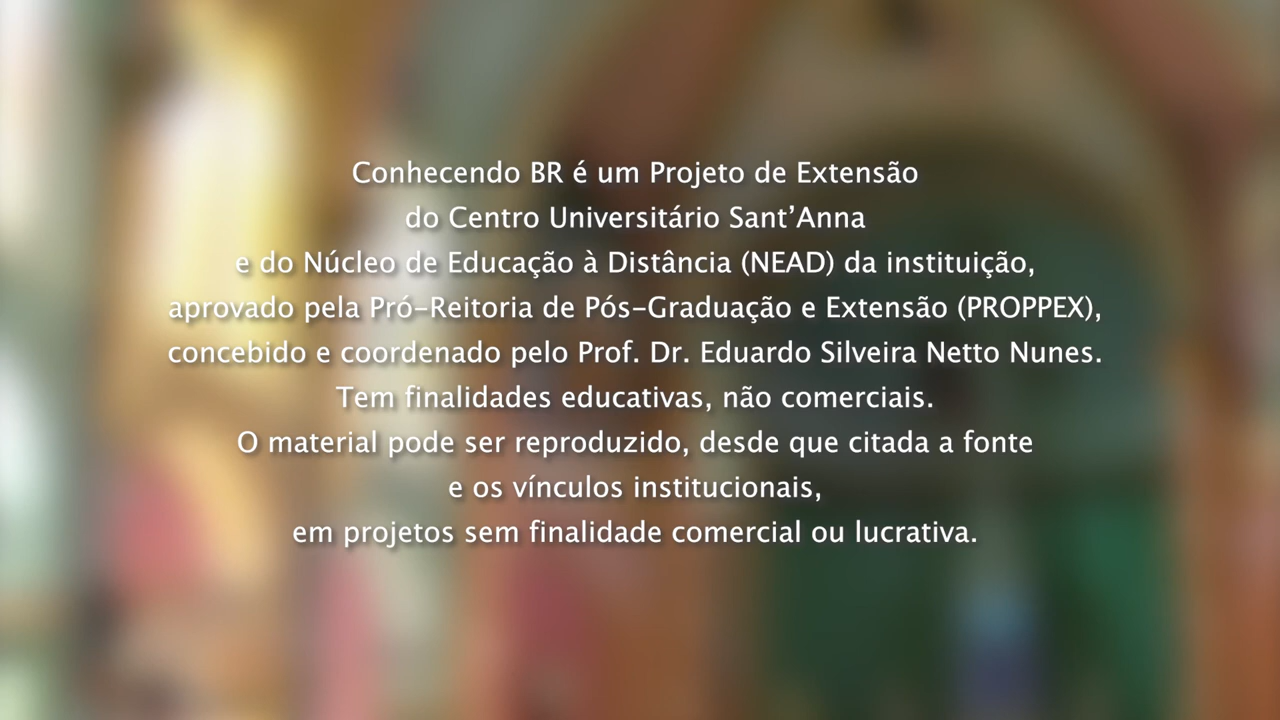 Conhecendo BR é um Projeto de Extensão
do Centro Universitário Sant’Anna
e do Núcleo de Educação à Distância (NEAD) da instituição,
aprovado pela Pró-Reitoria de Pós-Graduação e Extensão (PROPPEX),
concebido e coordenado pelo Prof. Dr. Eduardo Silveira Netto Nunes.
Tem finalidades educativas, não comerciais.
O material pode ser reproduzido, desde que citada a fonte
e os vínculos institucionais,
em projetos sem finalidade comercial ou lucrativa.